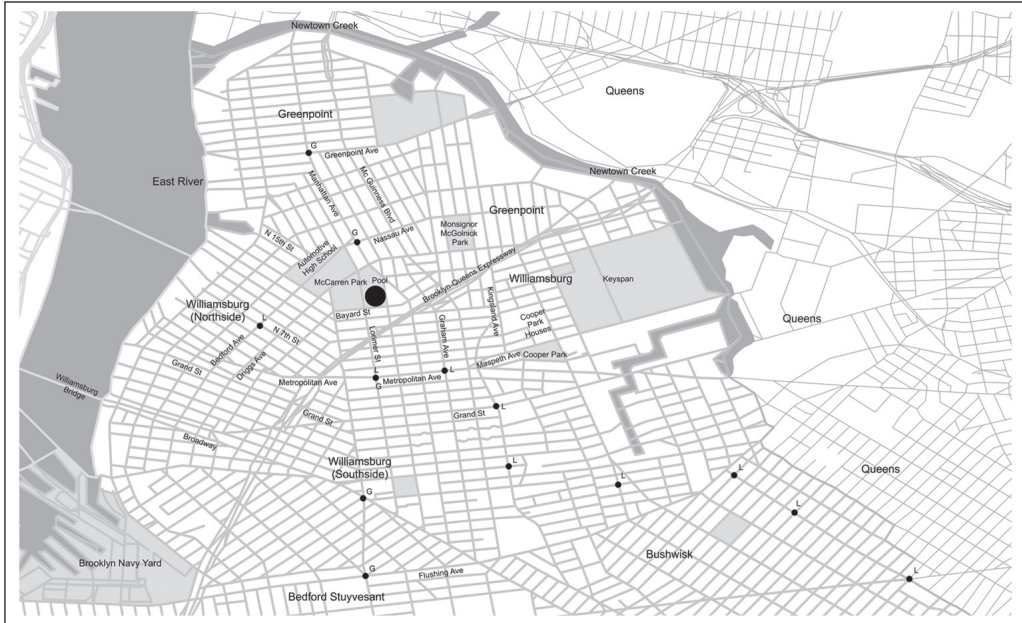 Newtown Creek
Queens
Greenpoint
G
Greenpoint Ave
Newtown Creek
East River
Manhattan Ave
Mc Guinness Blvd
Greenpoint
N 15th St
Automotive
High School
G
Nassau Ave
Monsignor
McGolnick
Park
Brooklyn-Queens Expressway
Williamsburg
Keyspan
McCarren Park
Pool
Williamsburg
(Northside)
L
N 7th St
Bayard St
Kingsland Ave
Cooper
Park
Houses
Queens
Bedford Ave
Driggs Ave
Grand St
Lorimer St
Graham Ave
Maspeth Ave
Cooper Park
Williamsburg
Bridge
Metropolitan Ave
L
G
Metropolitan Ave
L
Grand St
Grand St
L
Broadway
Williamsburg
(Southside)
L
L
L
Queens
G
L
Bushwisk
Brooklyn Navy Yard
G
Flushing Ave
L
Bedford Stuyvesant